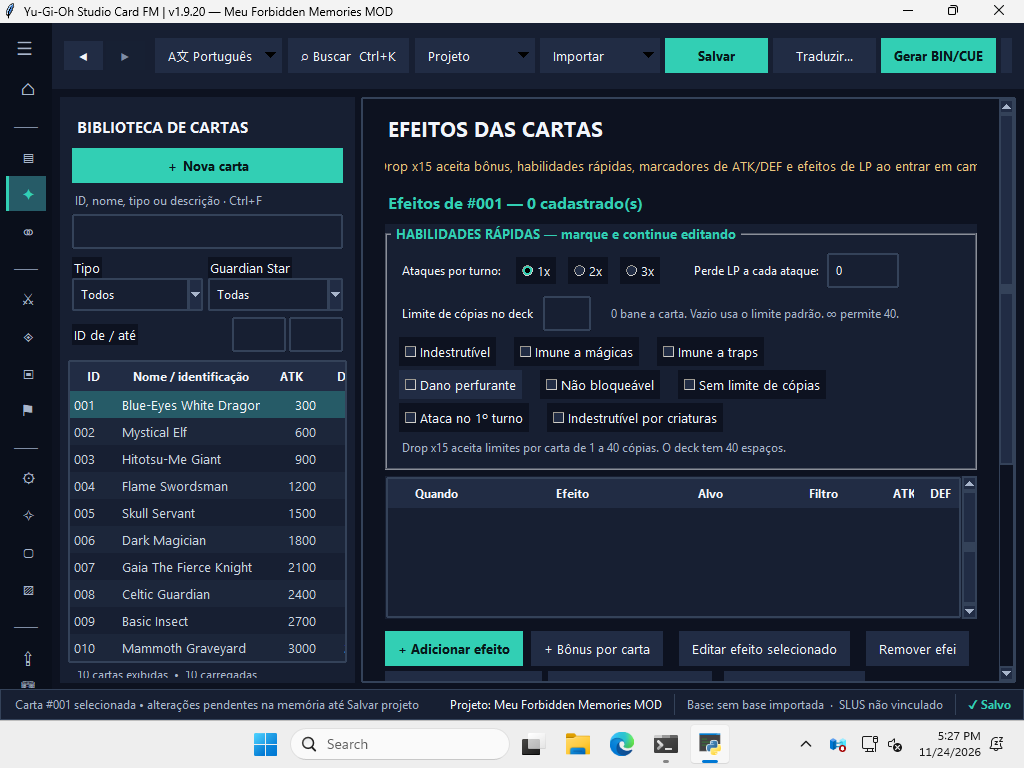 Yu-Gi-Oh Studio Card FM | v1.9.20 — Meu Forbidden Memories MOD
A文 Português
Buscar Ctrl+K
Projeto
Importar
Salvar
Traduzir...
Gerar BIN/CUE
BIBLIOTECA DE CARTAS
+ Nova carta
ID, nome, tipo ou descrição · Ctrl+F
Tipo Guardian Star
Todos Todas
ID de / até
ID Nome / identificação ATK D
001 Blue-Eyes White Dragor 300
002 Mystical Elf 600
003 Hitotsu-Me Giant 900
004 Flame Swordsman 1200
005 Skull Servant 1500
006 Dark Magician 1800
007 Gaia The Fierce Knight 2100
008 Celtic Guardian 2400
009 Basic Insect 2700
010 Mammoth Graveyard 3000
10 cartas exibidas • 10 carregadas
EFEITOS DAS CARTAS
Drop x15 aceita bônus, habilidades rápidas, marcadores de ATK/DEF e efeitos de LP ao entrar em cam
Efeitos de #001 — 0 cadastrado(s)
HABILIDADES RÁPIDAS — marque e continue editando
Ataques por turno: 1x 2x 3x Perde LP a cada ataque: 0
Limite de cópias no deck 0 bane a carta. Vazio usa o limite padrão. ∞ permite 40.
Indestrutível Imune a mágicas Imune a traps
Dano perfurante Não bloqueável Sem limite de cópias
Ataca no 1º turno Indestrutível por criaturas
Drop x15 aceita limites por carta de 1 a 40 cópias. O deck tem 40 espaços.
Quando Efeito Alvo Filtro ATK DEF
+ Adicionar efeito
+ Bônus por carta
Editar efeito selecionado
Remover efei
Carta #001 selecionada • alterações pendentes na memória até Salvar projeto
Projeto: Meu Forbidden Memories MOD
Base: sem base importada · SLUS não vinculado
✓ Salvo
Search
5:27 PM
11/24/2026